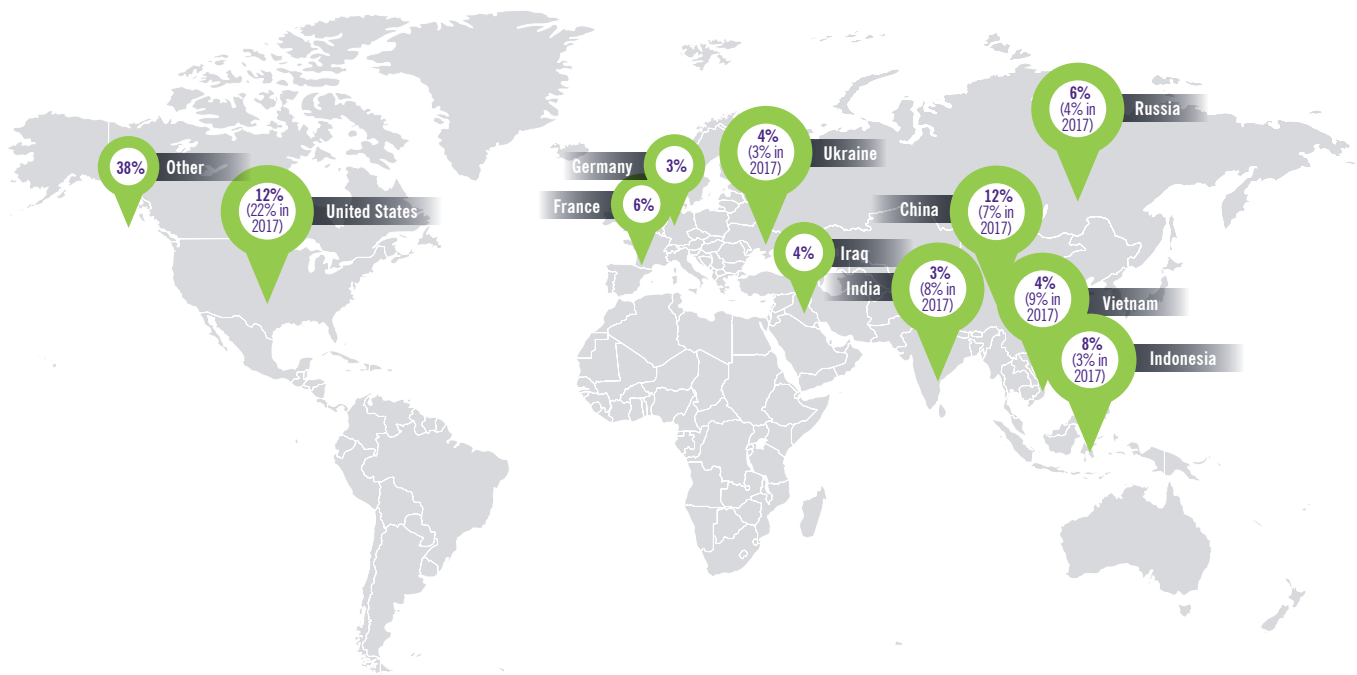 6%
(4% in
2017)
Russia
4%
(3% in
2017)
Ukraine
Germany
3%
38%
Other
12%
(22% in
2017)
United States
France
6%
China
12%
(7% in
2017)
4%
Iraq
India
3%
(8% in
2017)
4%
(9% in
2017)
Vietnam
8%
(3% in
2017)
Indonesia